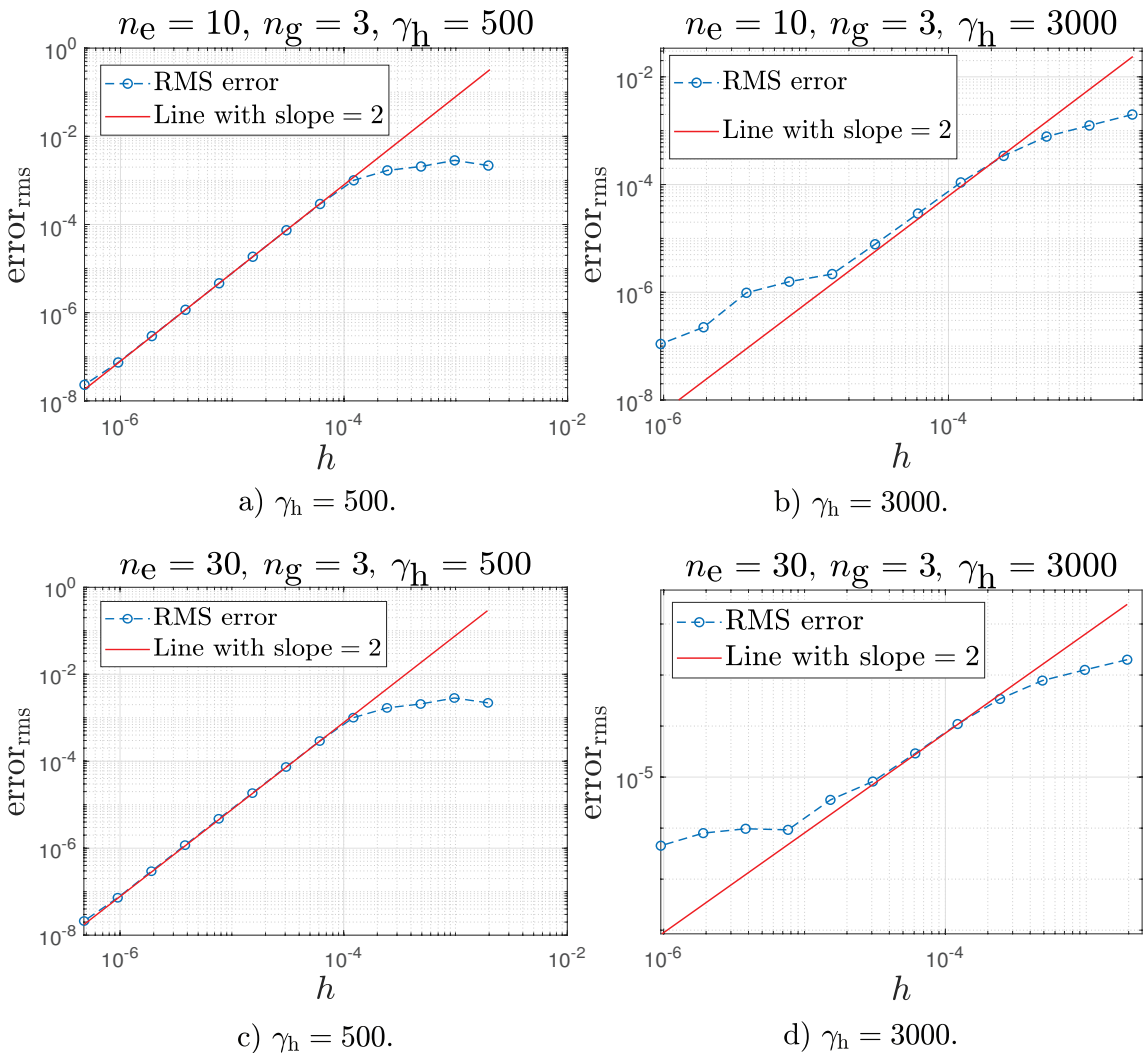 n_e = 10, n_g = 3, γ_h = 500
10^0
10^-2
10^-4
10^-6
10^-8
error_rms
RMS error
Line with slope = 2
10^-6
10^-4
10^-2
h
a) γ_h = 500.
n_e = 10, n_g = 3, γ_h = 3000
10^-2
10^-4
10^-6
10^-8
error_rms
RMS error
Line with slope = 2
10^-6
10^-4
h
b) γ_h = 3000.
n_e = 30, n_g = 3, γ_h = 500
10^0
10^-2
10^-4
10^-6
10^-8
error_rms
RMS error
Line with slope = 2
10^-6
10^-4
10^-2
h
c) γ_h = 500.
n_e = 30, n_g = 3, γ_h = 3000
10^-5
error_rms
RMS error
Line with slope = 2
10^-6
10^-4
h
d) γ_h = 3000.